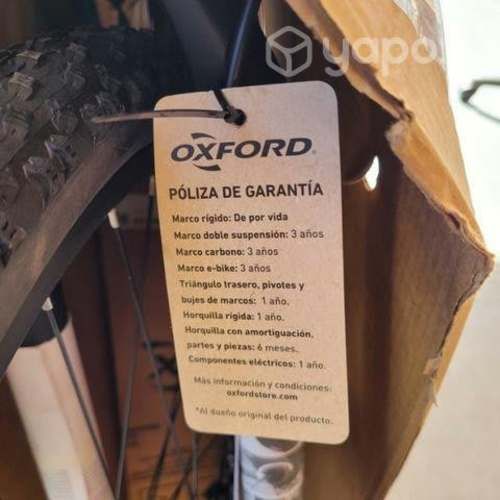 yapo
OXFORD
PÓLIZA DE GARANTÍA
Marco rígido: De por vida
Marco doble suspensión: 3 años
Marco carbono: 3 años
Marco e-bike: 3 años
Triángulo trasero, pivotes y
bujes de marcos: 1 año.
Horquilla rígida: 1 año.
Horquilla con amortiguación,
partes y piezas: 6 meses.
Componentes eléctricos: 1 año.
Más información y condiciones:
oxfordstore.com
*Al dueño original del producto.